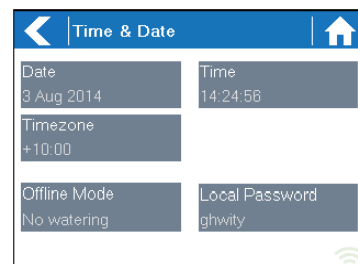 Time & Date
Date
3 Aug 2014
Time
14:24:56
Timezone
+10:00
Offline Mode
No watering
Local Password
ghwity